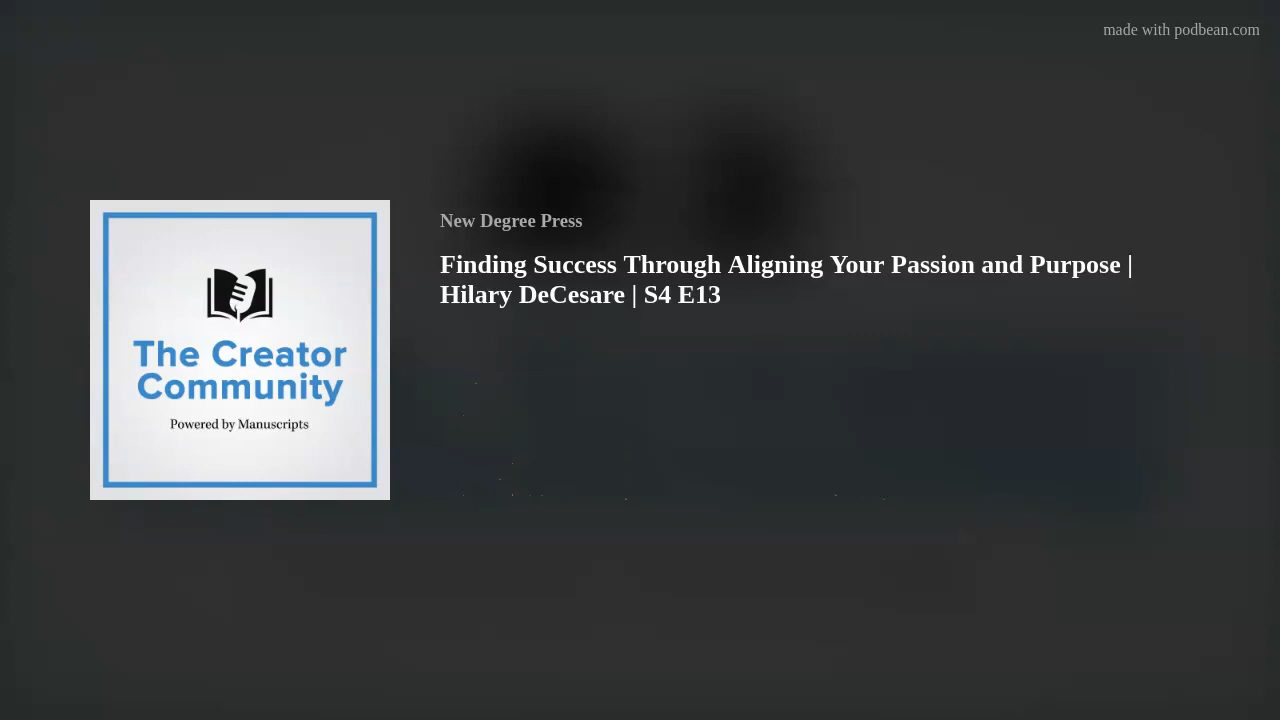 made with podbean.com
New Degree Press
Finding Success Through Aligning Your Passion and Purpose |
Hilary DeCesare | S4 E13
The Creator
Community
Powered by Manuscripts